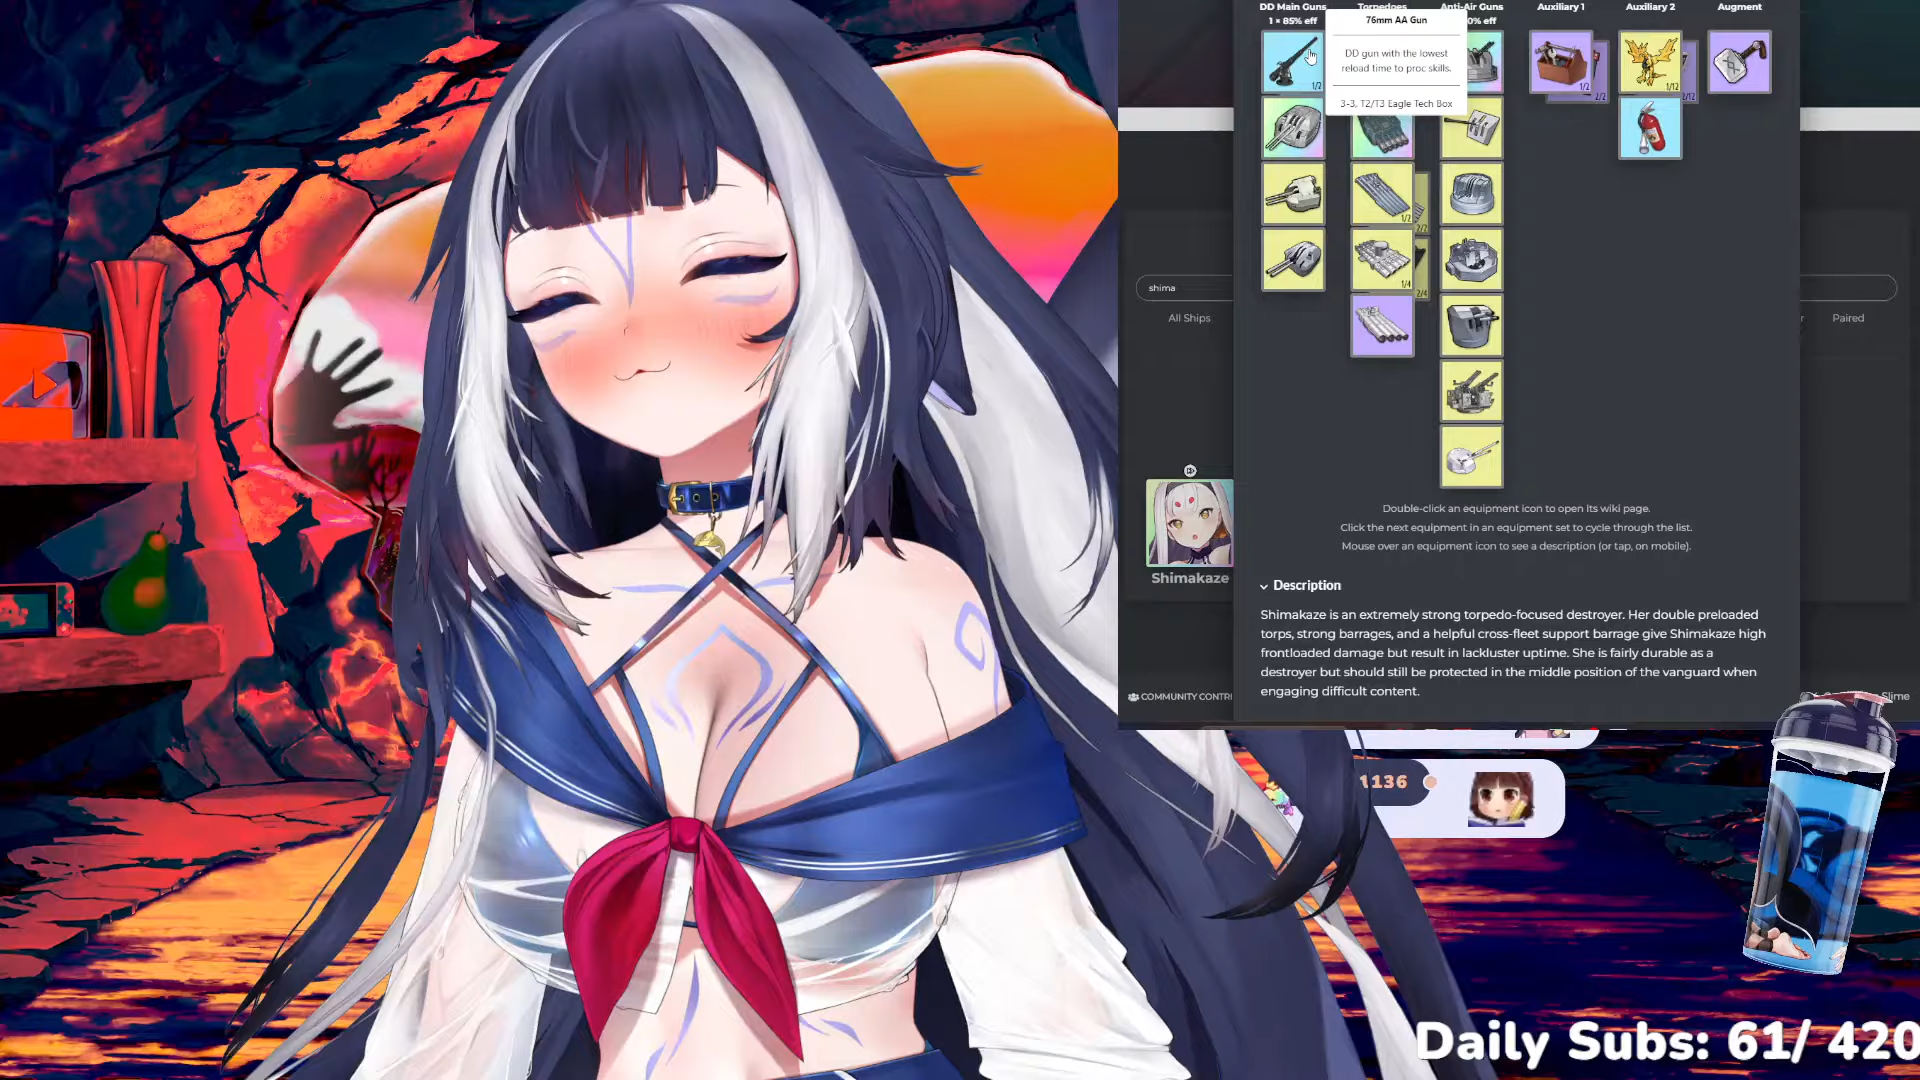 DD Main Guns
Torpedoes
Anti-Air Guns
Auxiliary 1
Auxiliary 2
Augment
1 × 85% eff
0% eff
76mm AA Gun
DD gun with the lowest
reload time to proc skills.
3-3, T2/T3 Eagle Tech Box
1/2
1/2
2/2
1/12
2/12
1/2
2/2
1/4
2/4
shima
All Ships
r
Paired
Shimakaze
Double-click an equipment icon to open its wiki page.
Click the next equipment in an equipment set to cycle through the list.
Mouse over an equipment icon to see a description (or tap, on mobile).
Description
Shimakaze is an extremely strong torpedo-focused destroyer. Her double preloaded
torps, strong barrages, and a helpful cross-fleet support barrage give Shimakaze high
frontloaded damage but result in lackluster uptime. She is fairly durable as a
destroyer but should still be protected in the middle position of the vanguard when
engaging difficult content.
COMMUNITY CONTRI
Slime
1136
Daily Subs: 61/ 420